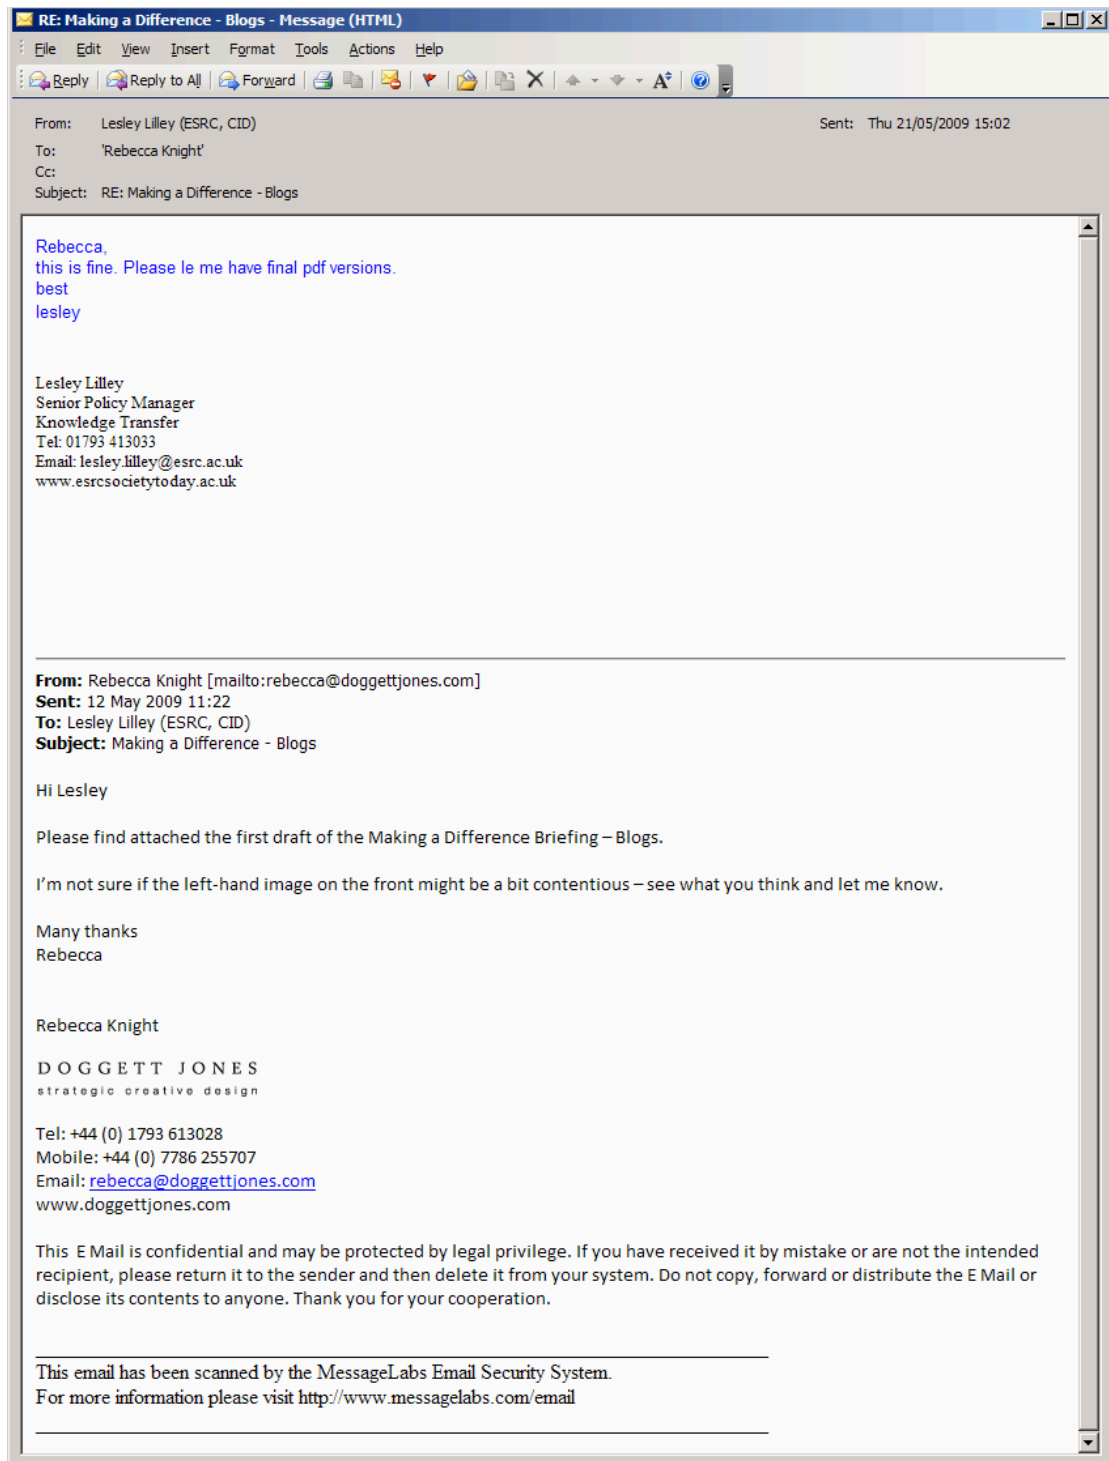 RE: Making a Difference - Blogs - Message (HTML)
File Edit View Insert Format Tools Actions Help
Reply Reply to All Forward
From: Lesley Lilley (ESRC, CID) Sent: Thu 21/05/2009 15:02
To: 'Rebecca Knight'
Cc:
Subject: RE: Making a Difference - Blogs
Rebecca,
this is fine. Please le me have final pdf versions.
best
lesley
Lesley Lilley
Senior Policy Manager
Knowledge Transfer
Tel: 01793 413033
Email: lesley.lilley@esrc.ac.uk
www.esrcsocietytoday.ac.uk
From: Rebecca Knight [mailto:rebecca@doggettjones.com]
Sent: 12 May 2009 11:22
To: Lesley Lilley (ESRC, CID)
Subject: Making a Difference - Blogs
Hi Lesley
Please find attached the first draft of the Making a Difference Briefing – Blogs.
I'm not sure if the left-hand image on the front might be a bit contentious – see what you think and let me know.
Many thanks
Rebecca
Rebecca Knight
DOGGETT JONES
strategic creative design
Tel: +44 (0) 1793 613028
Mobile: +44 (0) 7786 255707
Email: rebecca@doggettjones.com
www.doggettjones.com
This E Mail is confidential and may be protected by legal privilege. If you have received it by mistake or are not the intended
recipient, please return it to the sender and then delete it from your system. Do not copy, forward or distribute the E Mail or
disclose its contents to anyone. Thank you for your cooperation.
This email has been scanned by the MessageLabs Email Security System.
For more information please visit http://www.messagelabs.com/email